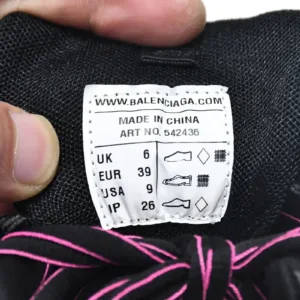 WWW.BALENCIAGA.COM
MADE IN CHINA
ART NO. 542436
UK 6
EUR 39
USA 9
JP 26